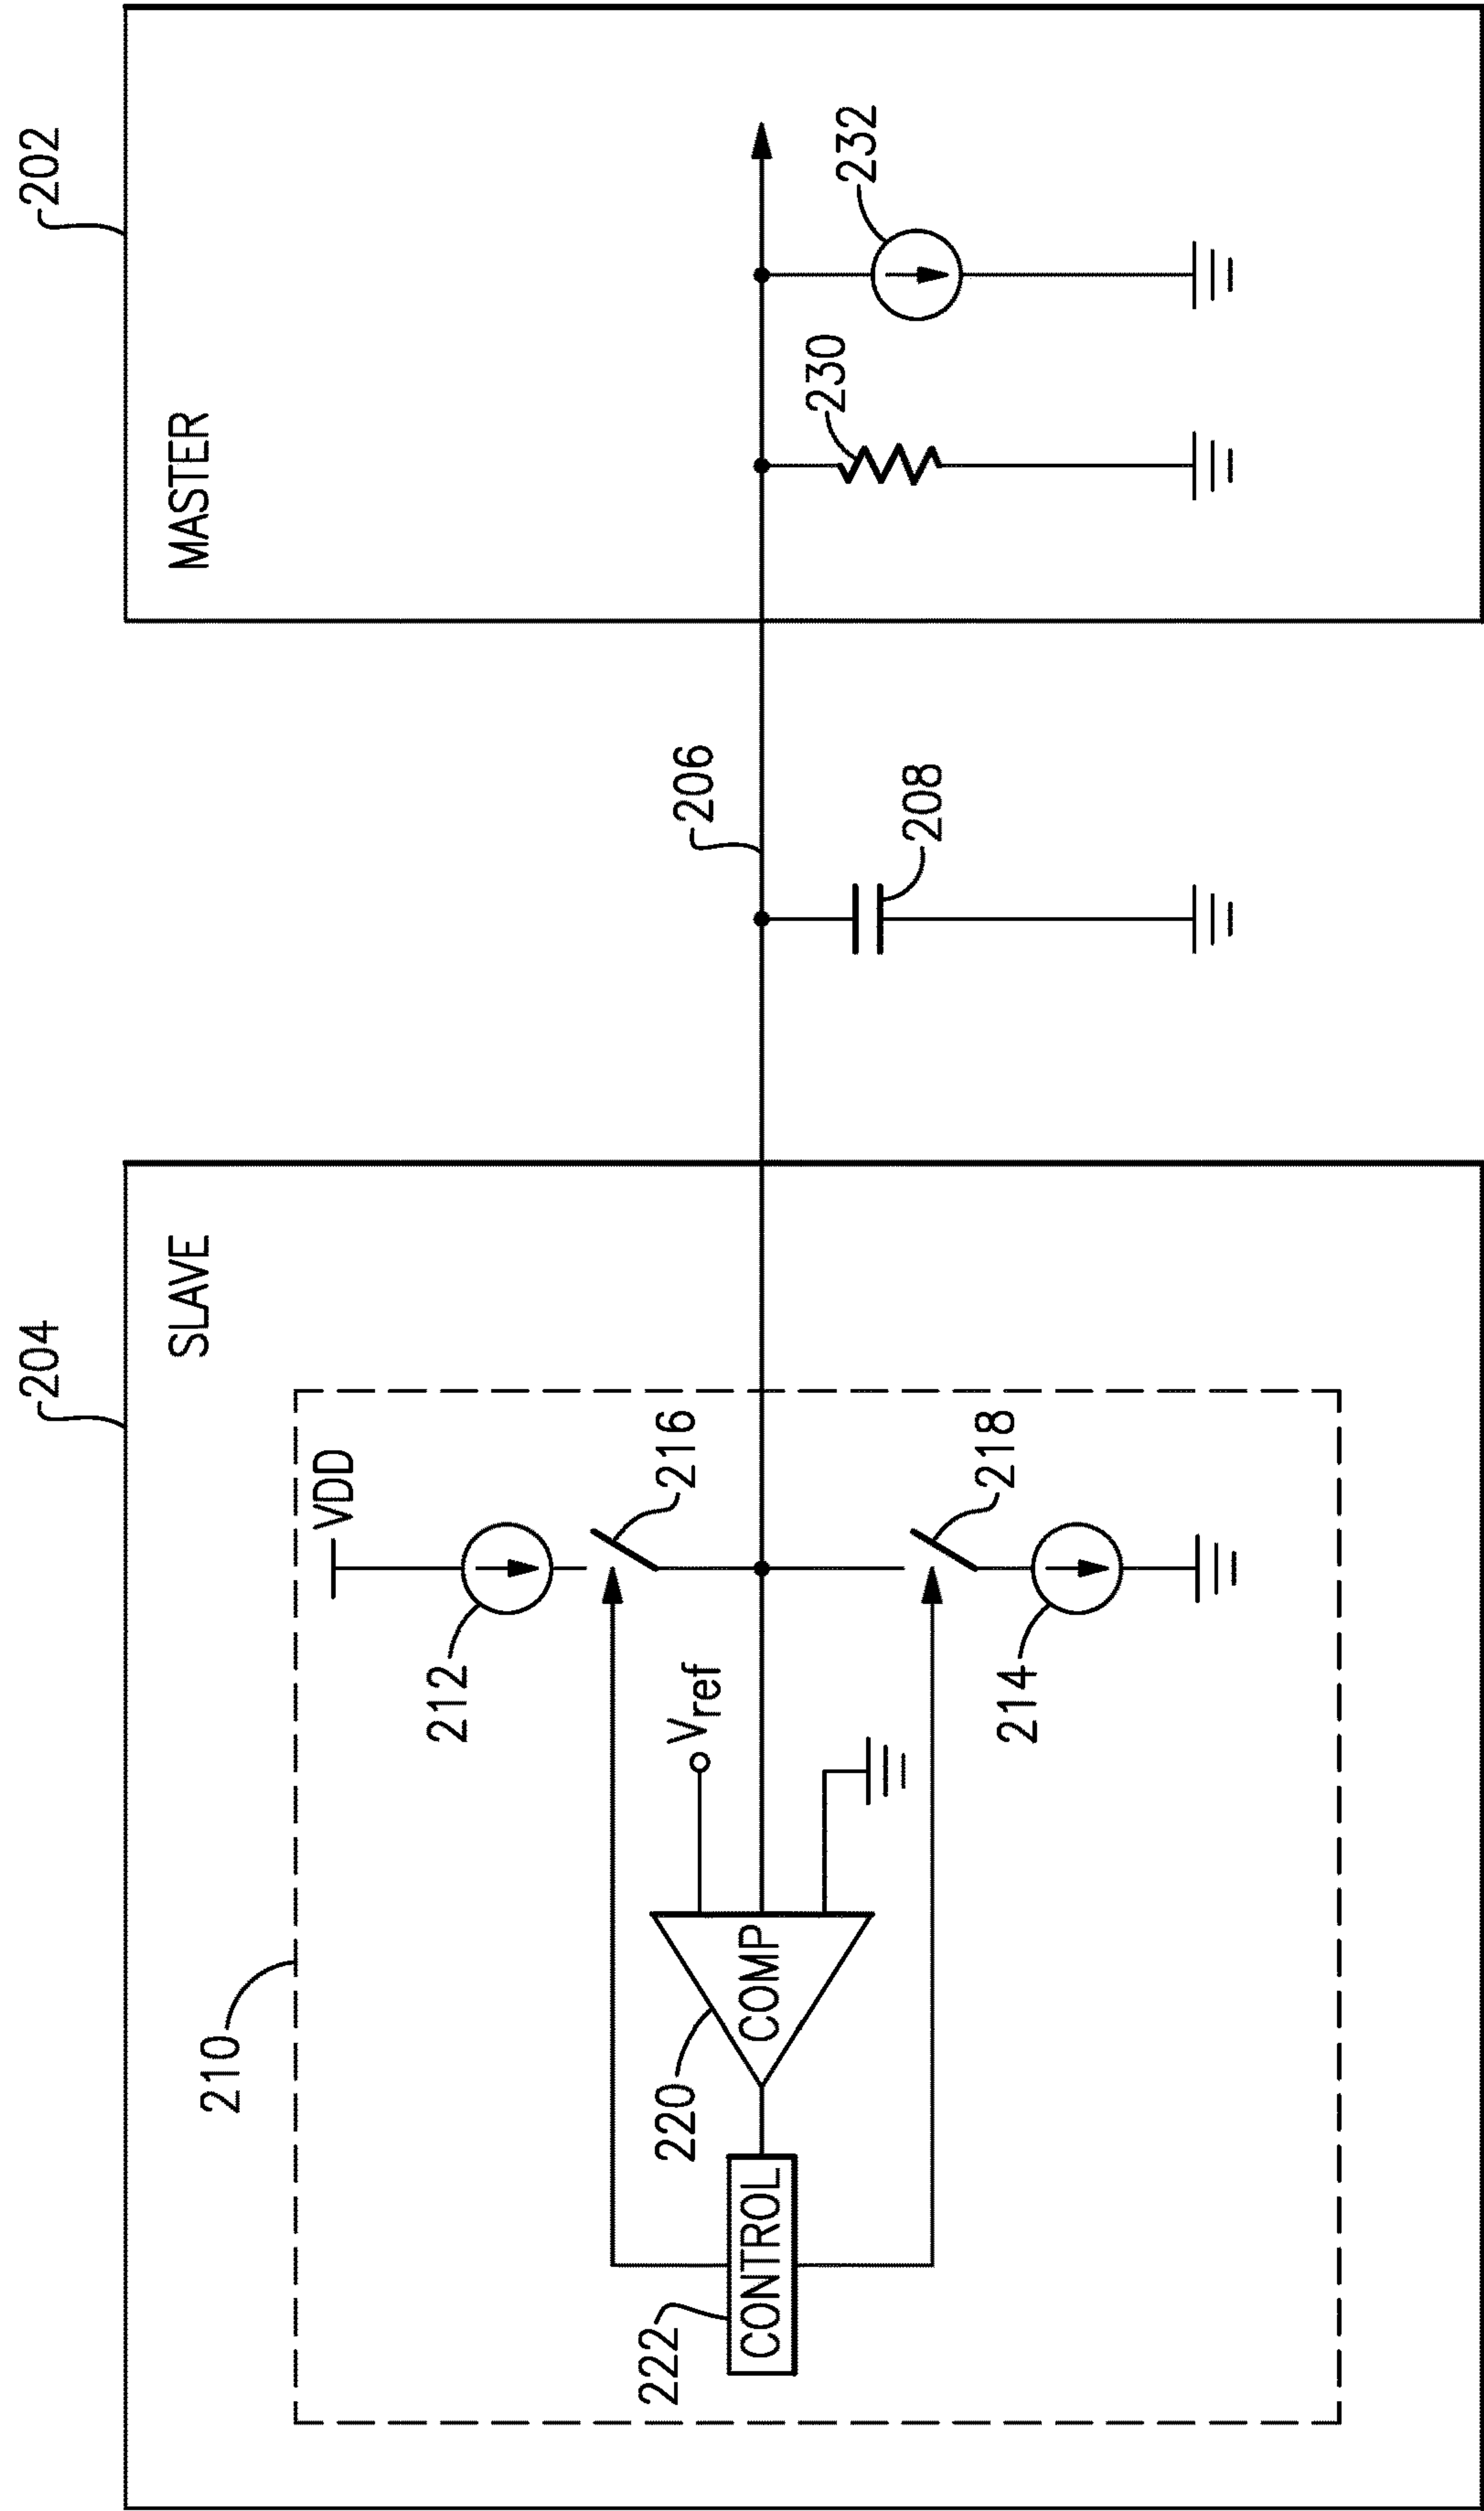 204
202
SLAVE
MASTER
210
VDD
212
216
Vref
206
222
220
CONTROL
COMP
230
232
208
214
218